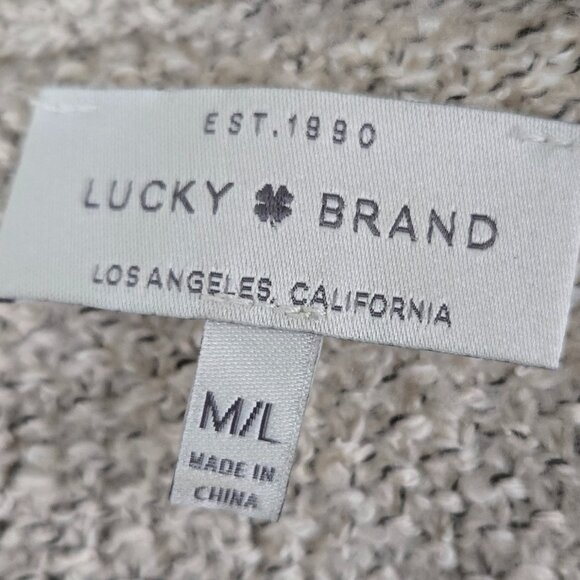 EST.1990
LUCKY BRAND
LOS ANGELES, CALIFORNIA
M/L
MADE IN
CHINA